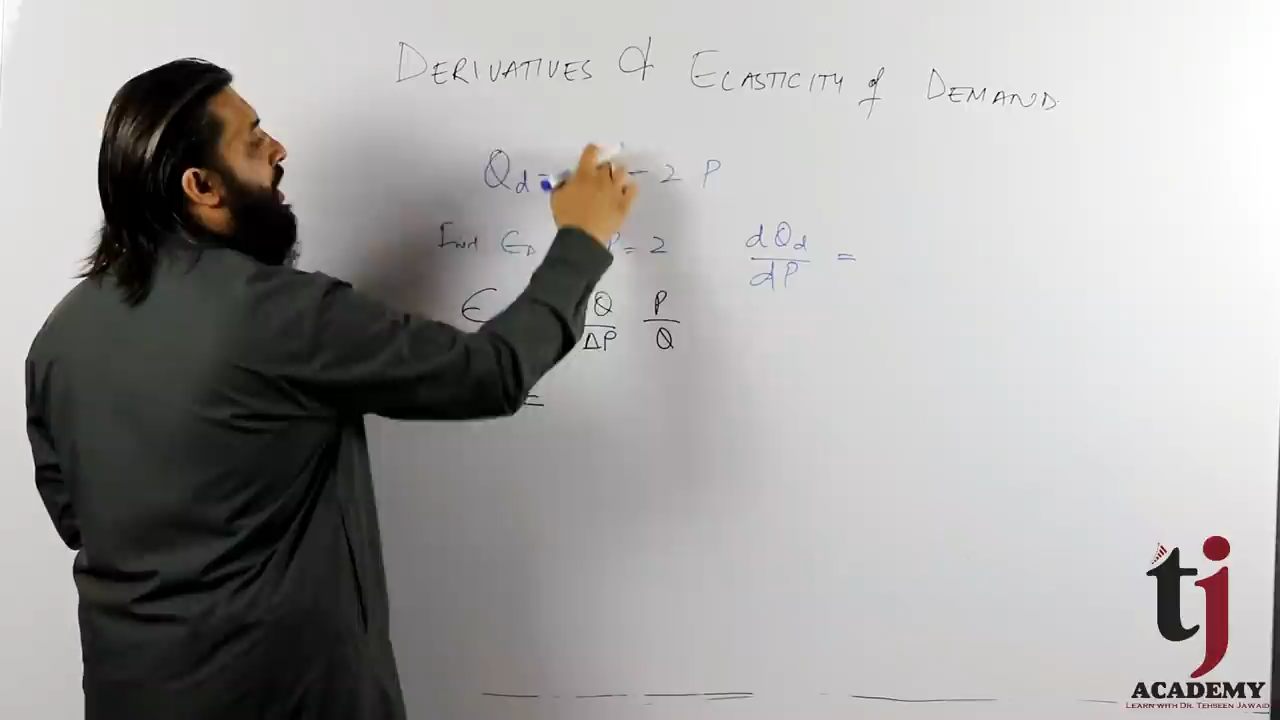 DERIVATIVES & ELASTICITY of DEMAND
Qd = - 2 P
Find ED P = 2 dQd/dP =
E Q/ΔP P/Q
=
tj
ACADEMY
LEARN WITH DR. TEHSEEN JAWAID